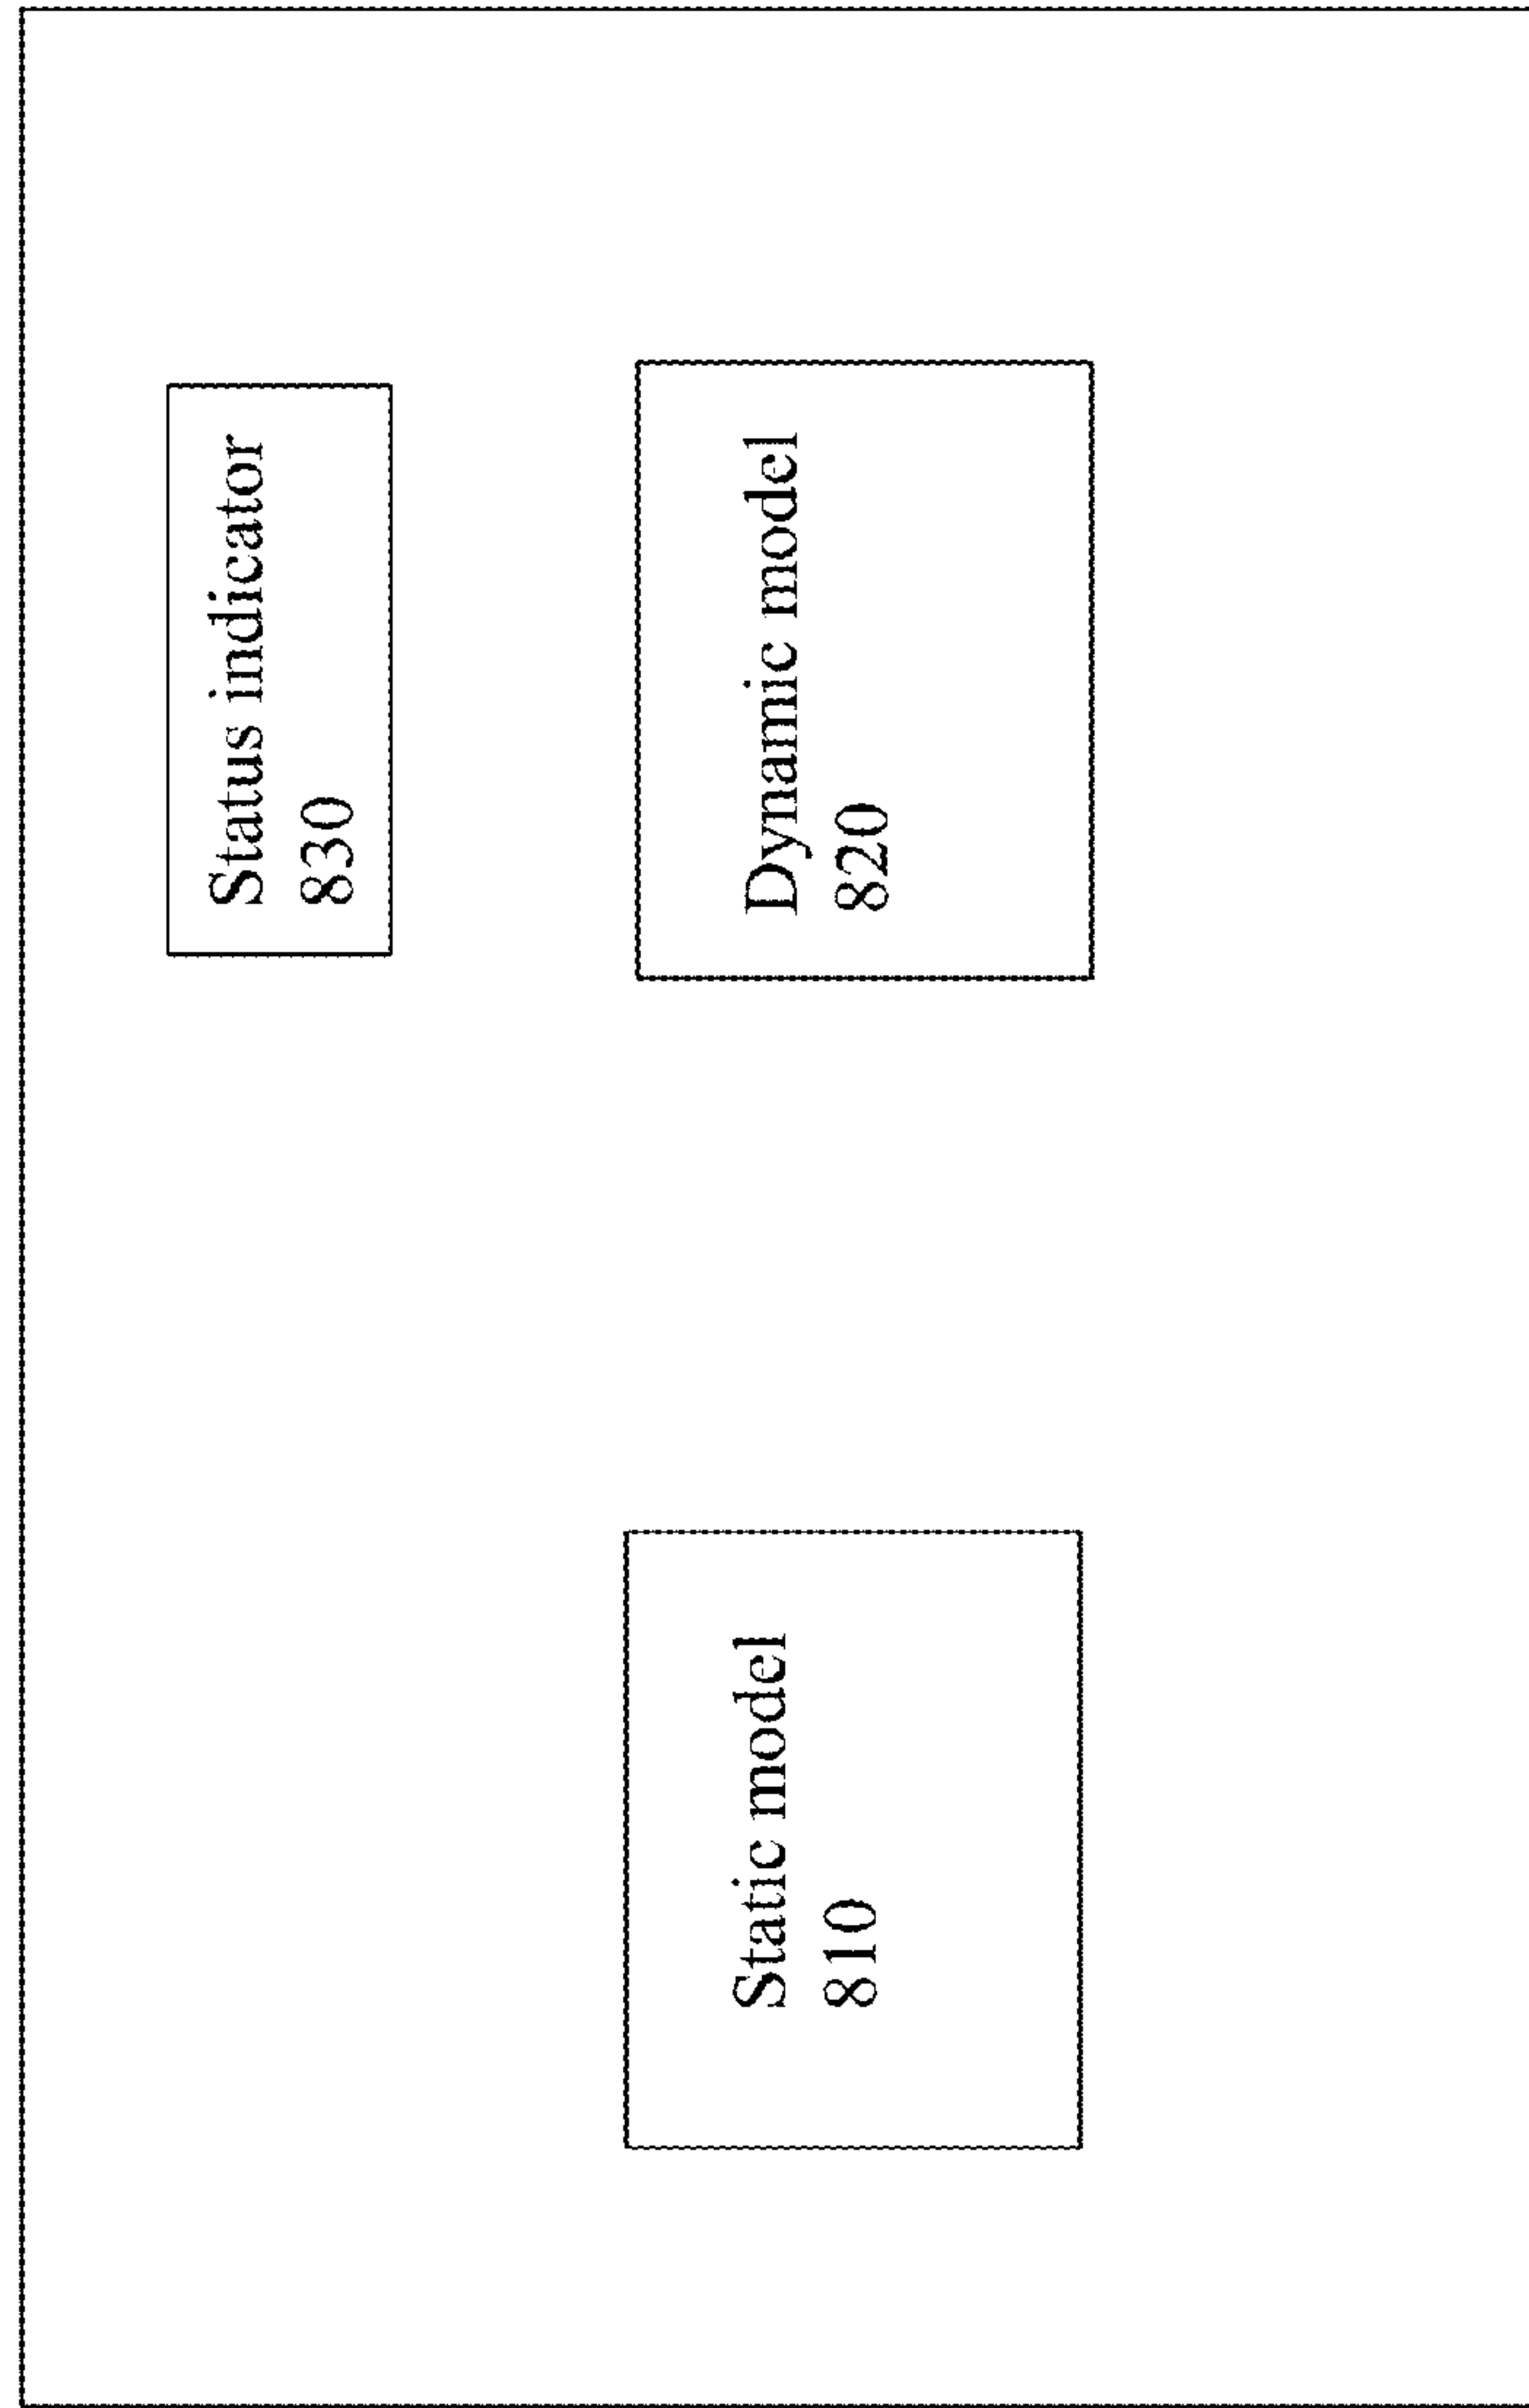 Status indicator
830
Static model
810
Dynamic model
820